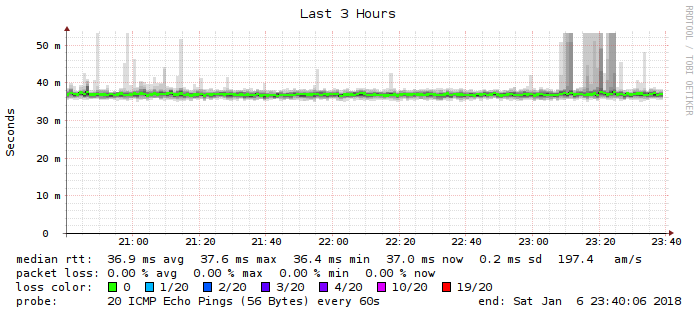 Last 3 Hours
RRDTOOL / TOBI OETIKER
Seconds
50 m
40 m
30 m
20 m
10 m
0
21:00 21:20 21:40 22:00 22:20 22:40 23:00 23:20 23:40
median rtt: 36.9 ms avg 37.6 ms max 36.4 ms min 37.0 ms now 0.2 ms sd 197.4 am/s
packet loss: 0.00 % avg 0.00 % max 0.00 % min 0.00 % now
loss color: 0 1/20 2/20 3/20 4/20 10/20 19/20
probe: 20 ICMP Echo Pings (56 Bytes) every 60s end: Sat Jan 6 23:40:06 2018